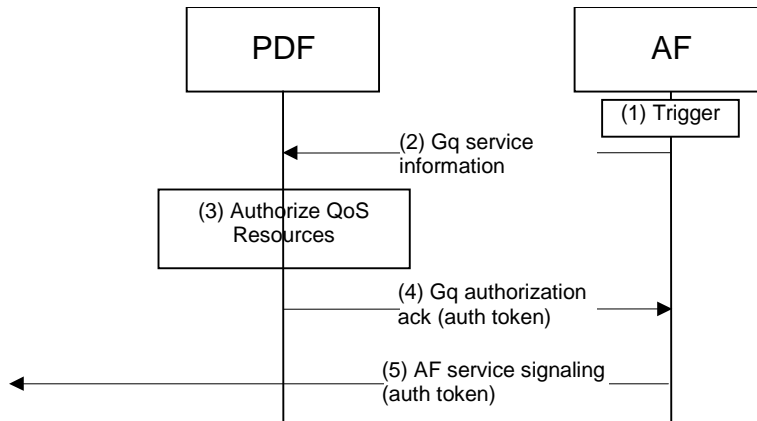 PDF
AF
(1) Trigger
(2) Gq service
information
(3) Authorize QoS
Resources
(4) Gq authorization
ack (auth token)
(5) AF service signaling
(auth token)